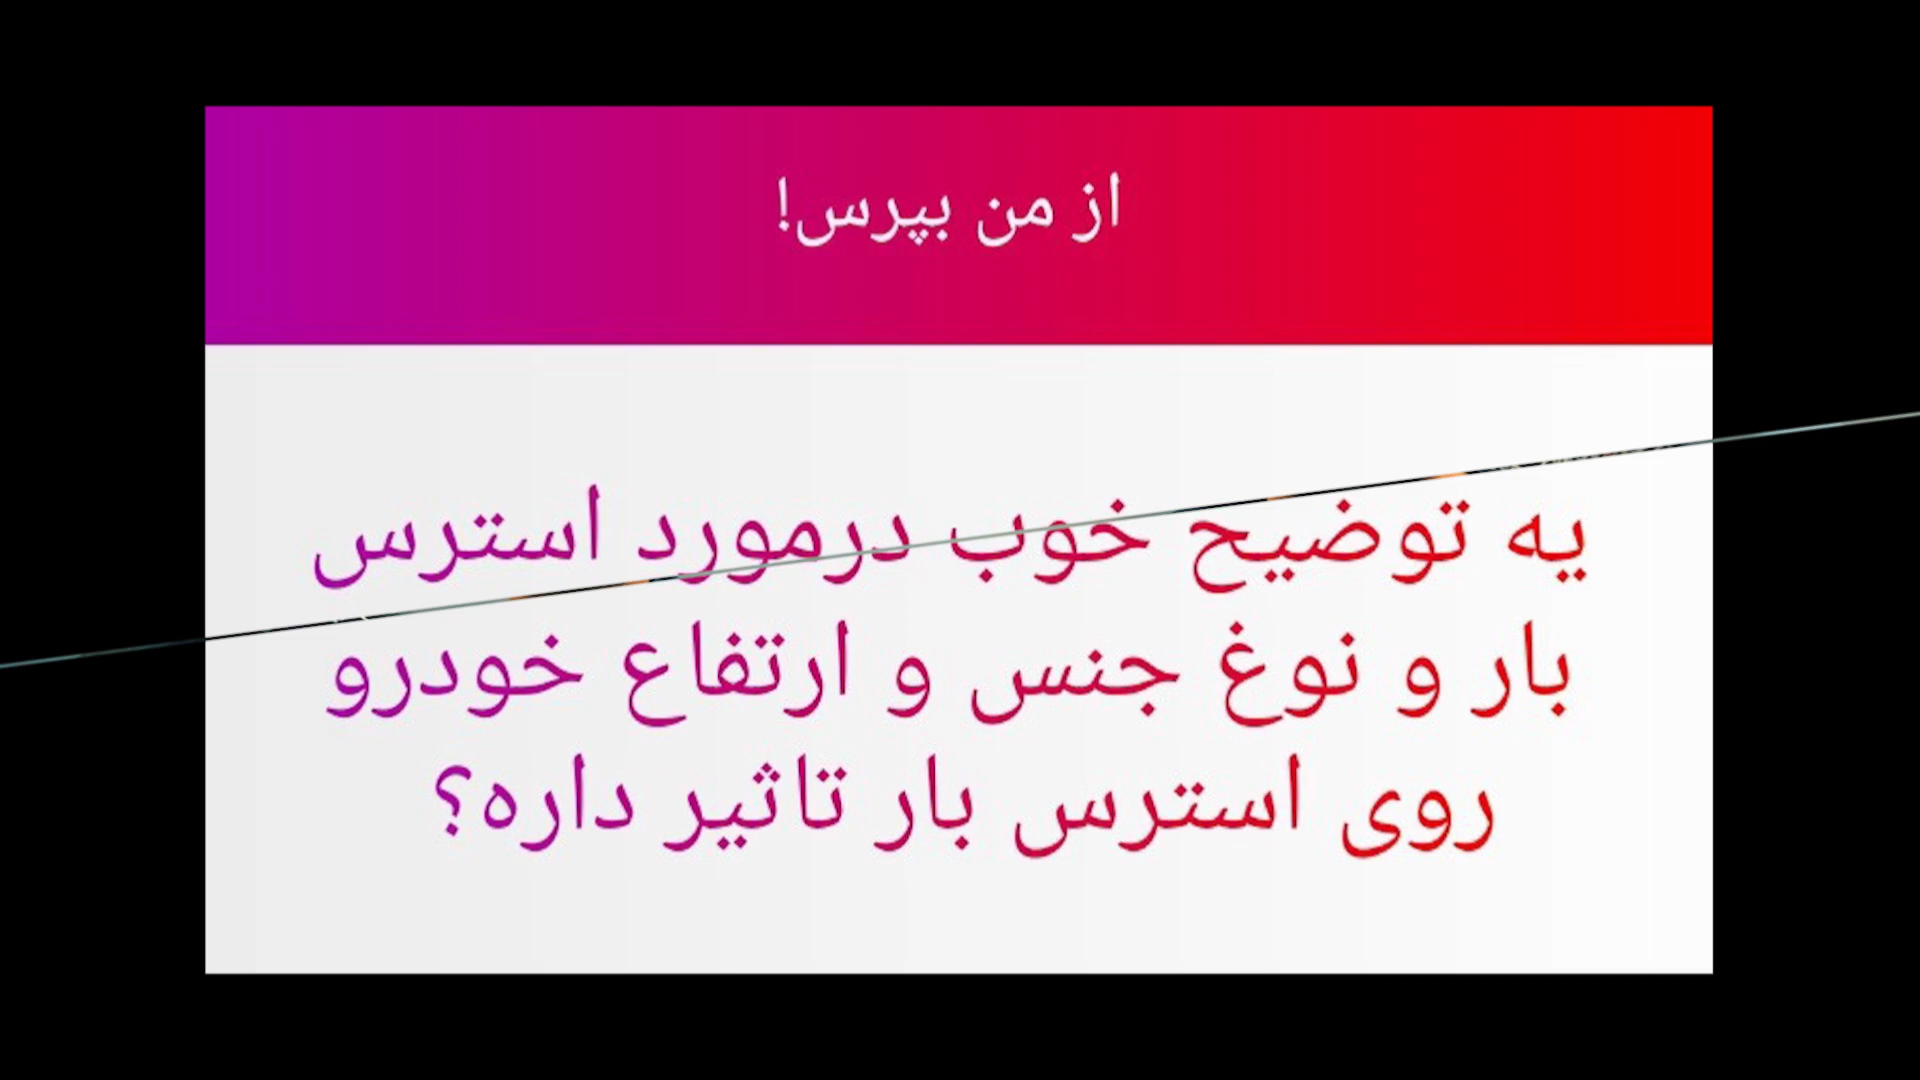 از من بپرس!
یه توضیح خوب درمورد استرس
بار و نوغ جنس و ارتفاع خودرو
روی استرس بار تاثیر داره؟